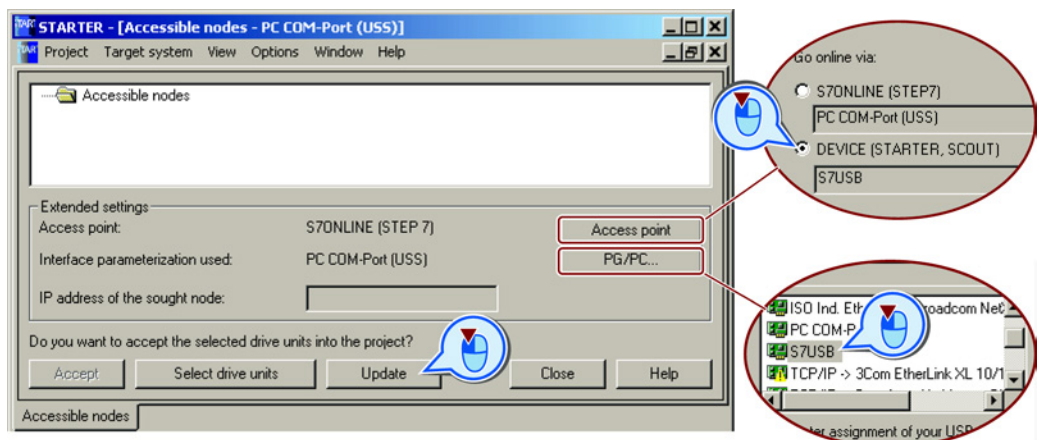 STARTER - [Accessible nodes - PC COM-Port (USS)]
Project Target system View Options Window Help
Accessible nodes
Extended settings
Access point: S7ONLINE (STEP 7) Access point
Interface parameterization used: PC COM-Port (USS) PG/PC...
IP address of the sought node:
Do you want to accept the selected drive units into the project?
Accept Select drive units Update Close Help
Accessible nodes
Go online via:
S7ONLINE (STEP7)
PC COM-Port (USS)
DEVICE (STARTER, SCOUT)
S7USB
ISO Ind. Net
PC COM-P
S7USB
TCP/IP -> 3Com EtherLink XL 10/1
assignment of your